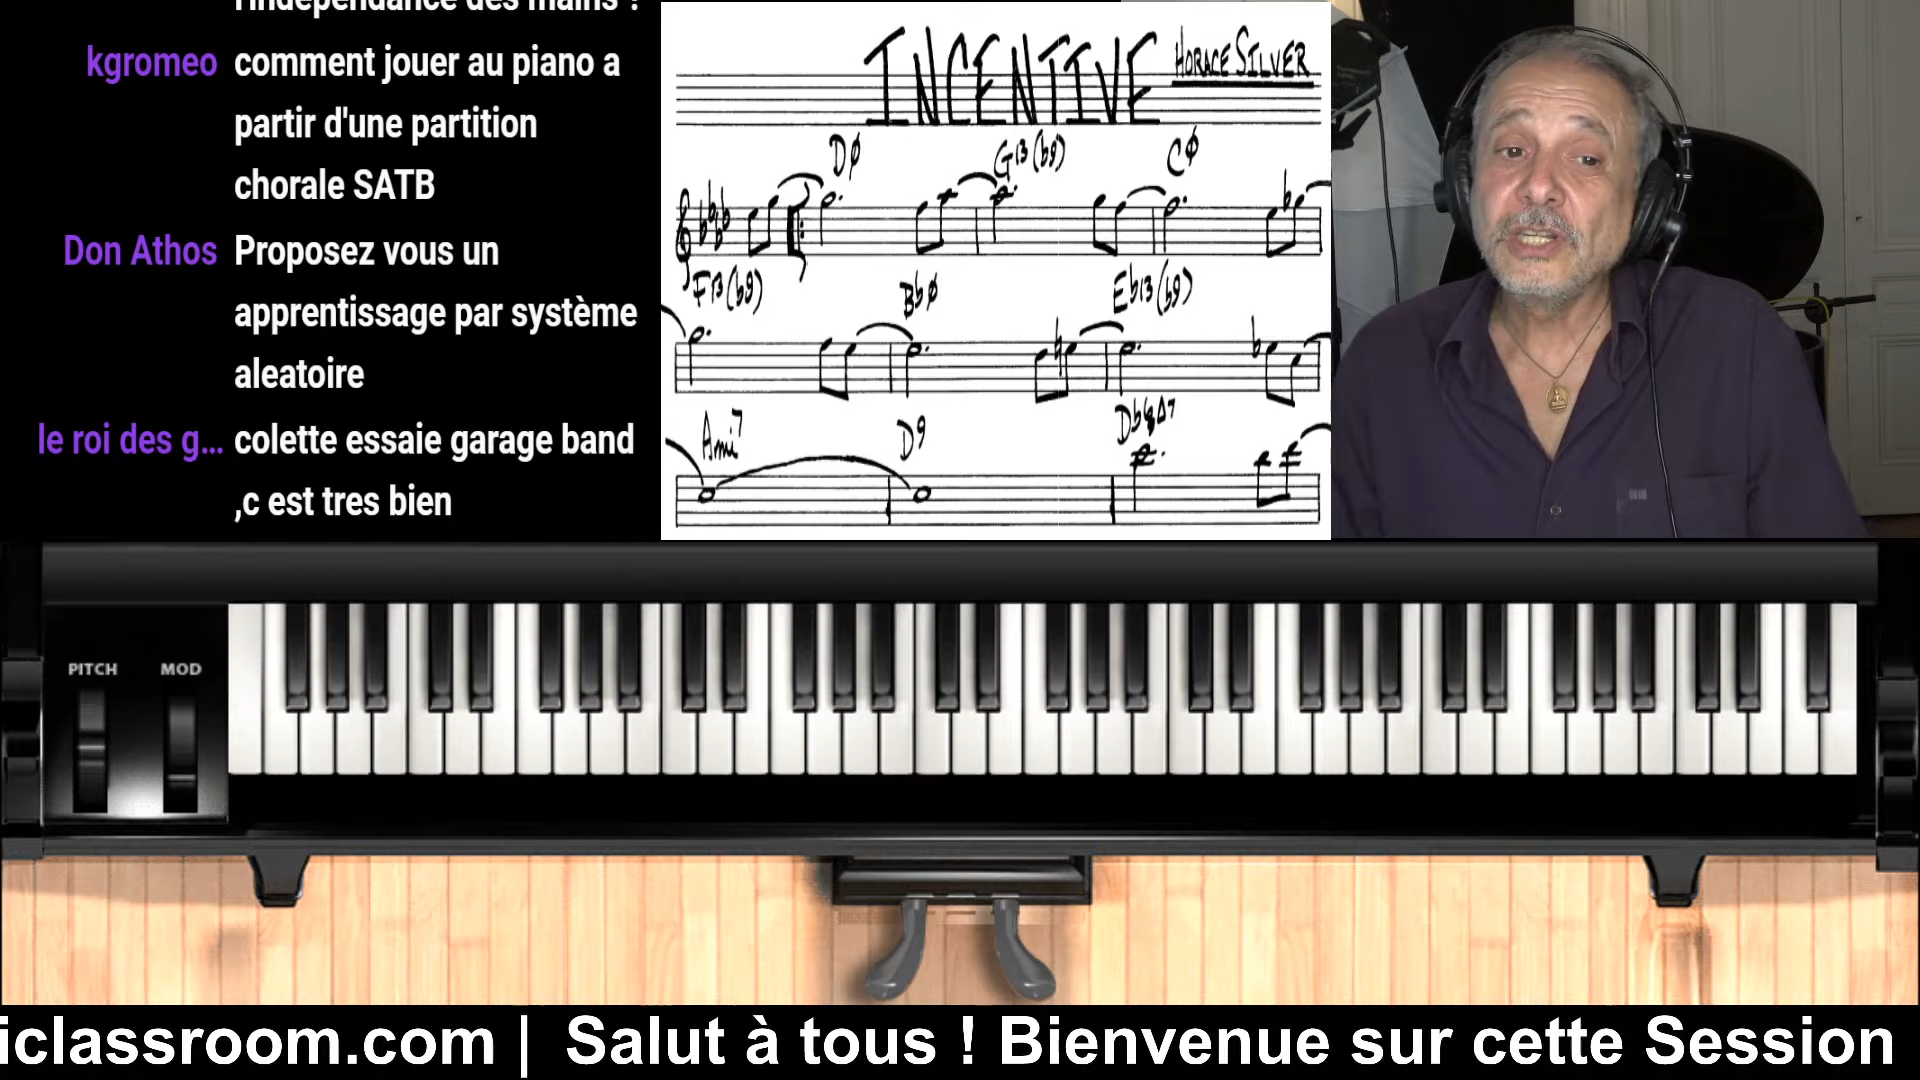 l'indépendance des mains !
kgromeo comment jouer au piano a
partir d'une partition
chorale SATB
Don Athos Proposez vous un
apprentissage par système
aleatoire
le roi des g... colette essaie garage band
,c est tres bien
INCENTIVE HORACE SILVER
DØ G13(b9) CØ
F13(b9) BbØ Eb13(b9)
Ami7 D9
PITCH MOD
iclassroom.com | Salut à tous ! Bienvenue sur cette Session